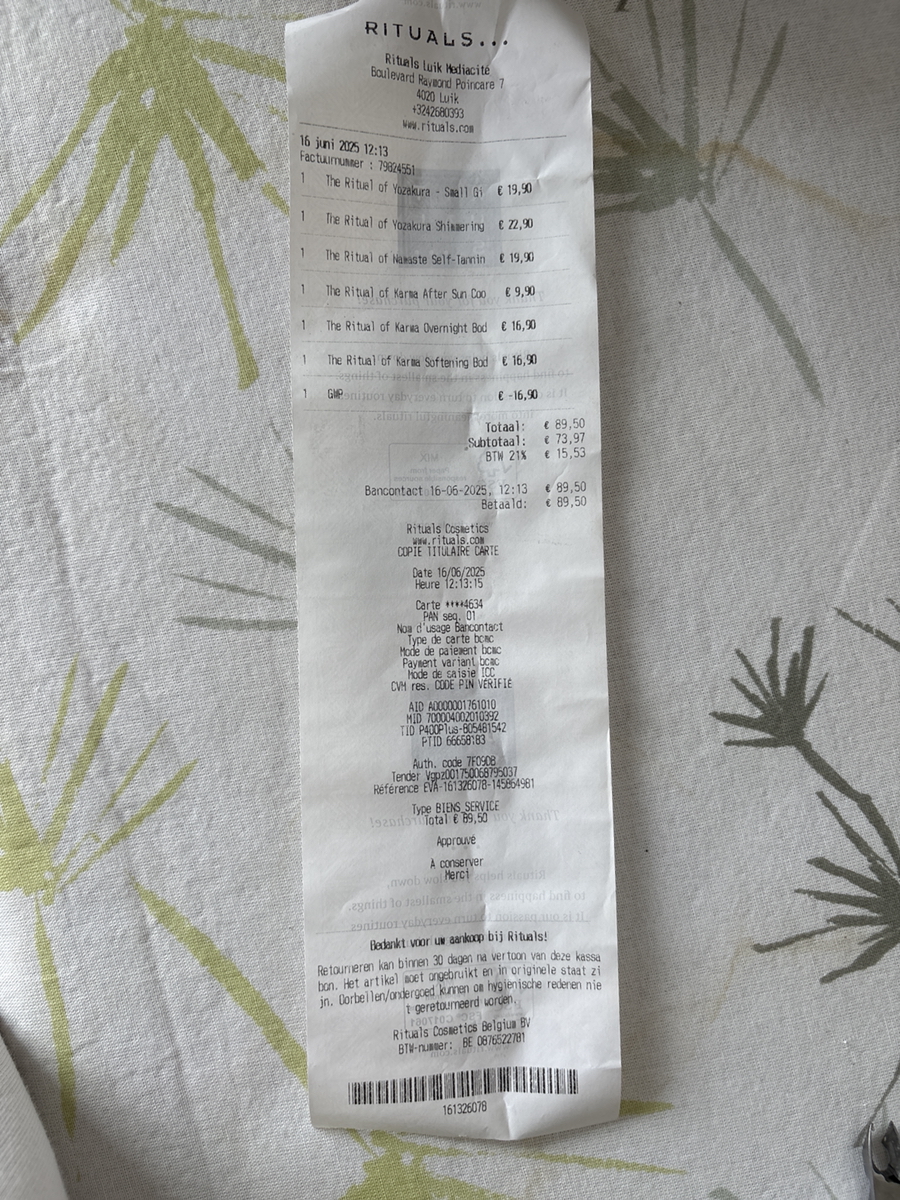 RITUALS...
Rituals Luik Mediacité
Boulevard Raymond Poincare 7
4020 Luik
+3242680393
www.rituals.com
16 juni 2025 12:13
Factuurnummer : 79824551
1 The Ritual of Yozakura - Small Gi € 19,90
1 The Ritual of Yozakura Shimmering € 22,90
1 The Ritual of Namaste Self-Tannin € 19,90
1 The Ritual of Karma After Sun Coo € 9,90
1 The Ritual of Karma Overnight Bod € 16,90
1 The Ritual of Karma Softening Bod € 16,90
1 GWP € -16,90
Totaal: € 89,50
Subtotaal: € 73,97
BTW 21% € 15,53
Bancontact 16-06-2025, 12:13 € 89,50
Betaald: € 89,50
Rituals Cosmetics
www.rituals.com
COPIE TITULAIRE CARTE
Date 16/06/2025
Heure 12:13:15
Carte ****4634
PAN seq. 01
Nom d'usage Bancontact
Type de carte bcmc
Mode de paiement bcmc
Payment variant bcmc
Mode de saisie ICC
CVM res. CODE PIN VERIFIE
AID A0000001761010
MID 700004002010392
TID P400Plus-805481542
PTID 66658183
Auth. code 7F09DB
Tender Vgpz001750068795037
Référence EVA-161326078-145864981
Type BIENS_SERVICE
Total € 89,50
Approuvé
A conserver
Merci
Bedankt voor uw aankoop bij Rituals!
Retourneren kan binnen 30 dagen na vertoon van deze kassa
bon. Het artikel moet ongebruikt en in originele staat zi
jn. Oorbellen/ondergoed kunnen om hygienische redenen nie
t geretourneerd worden.
Rituals Cosmetics Belgium BV
BTW-nummer: BE 0876522781
161326078